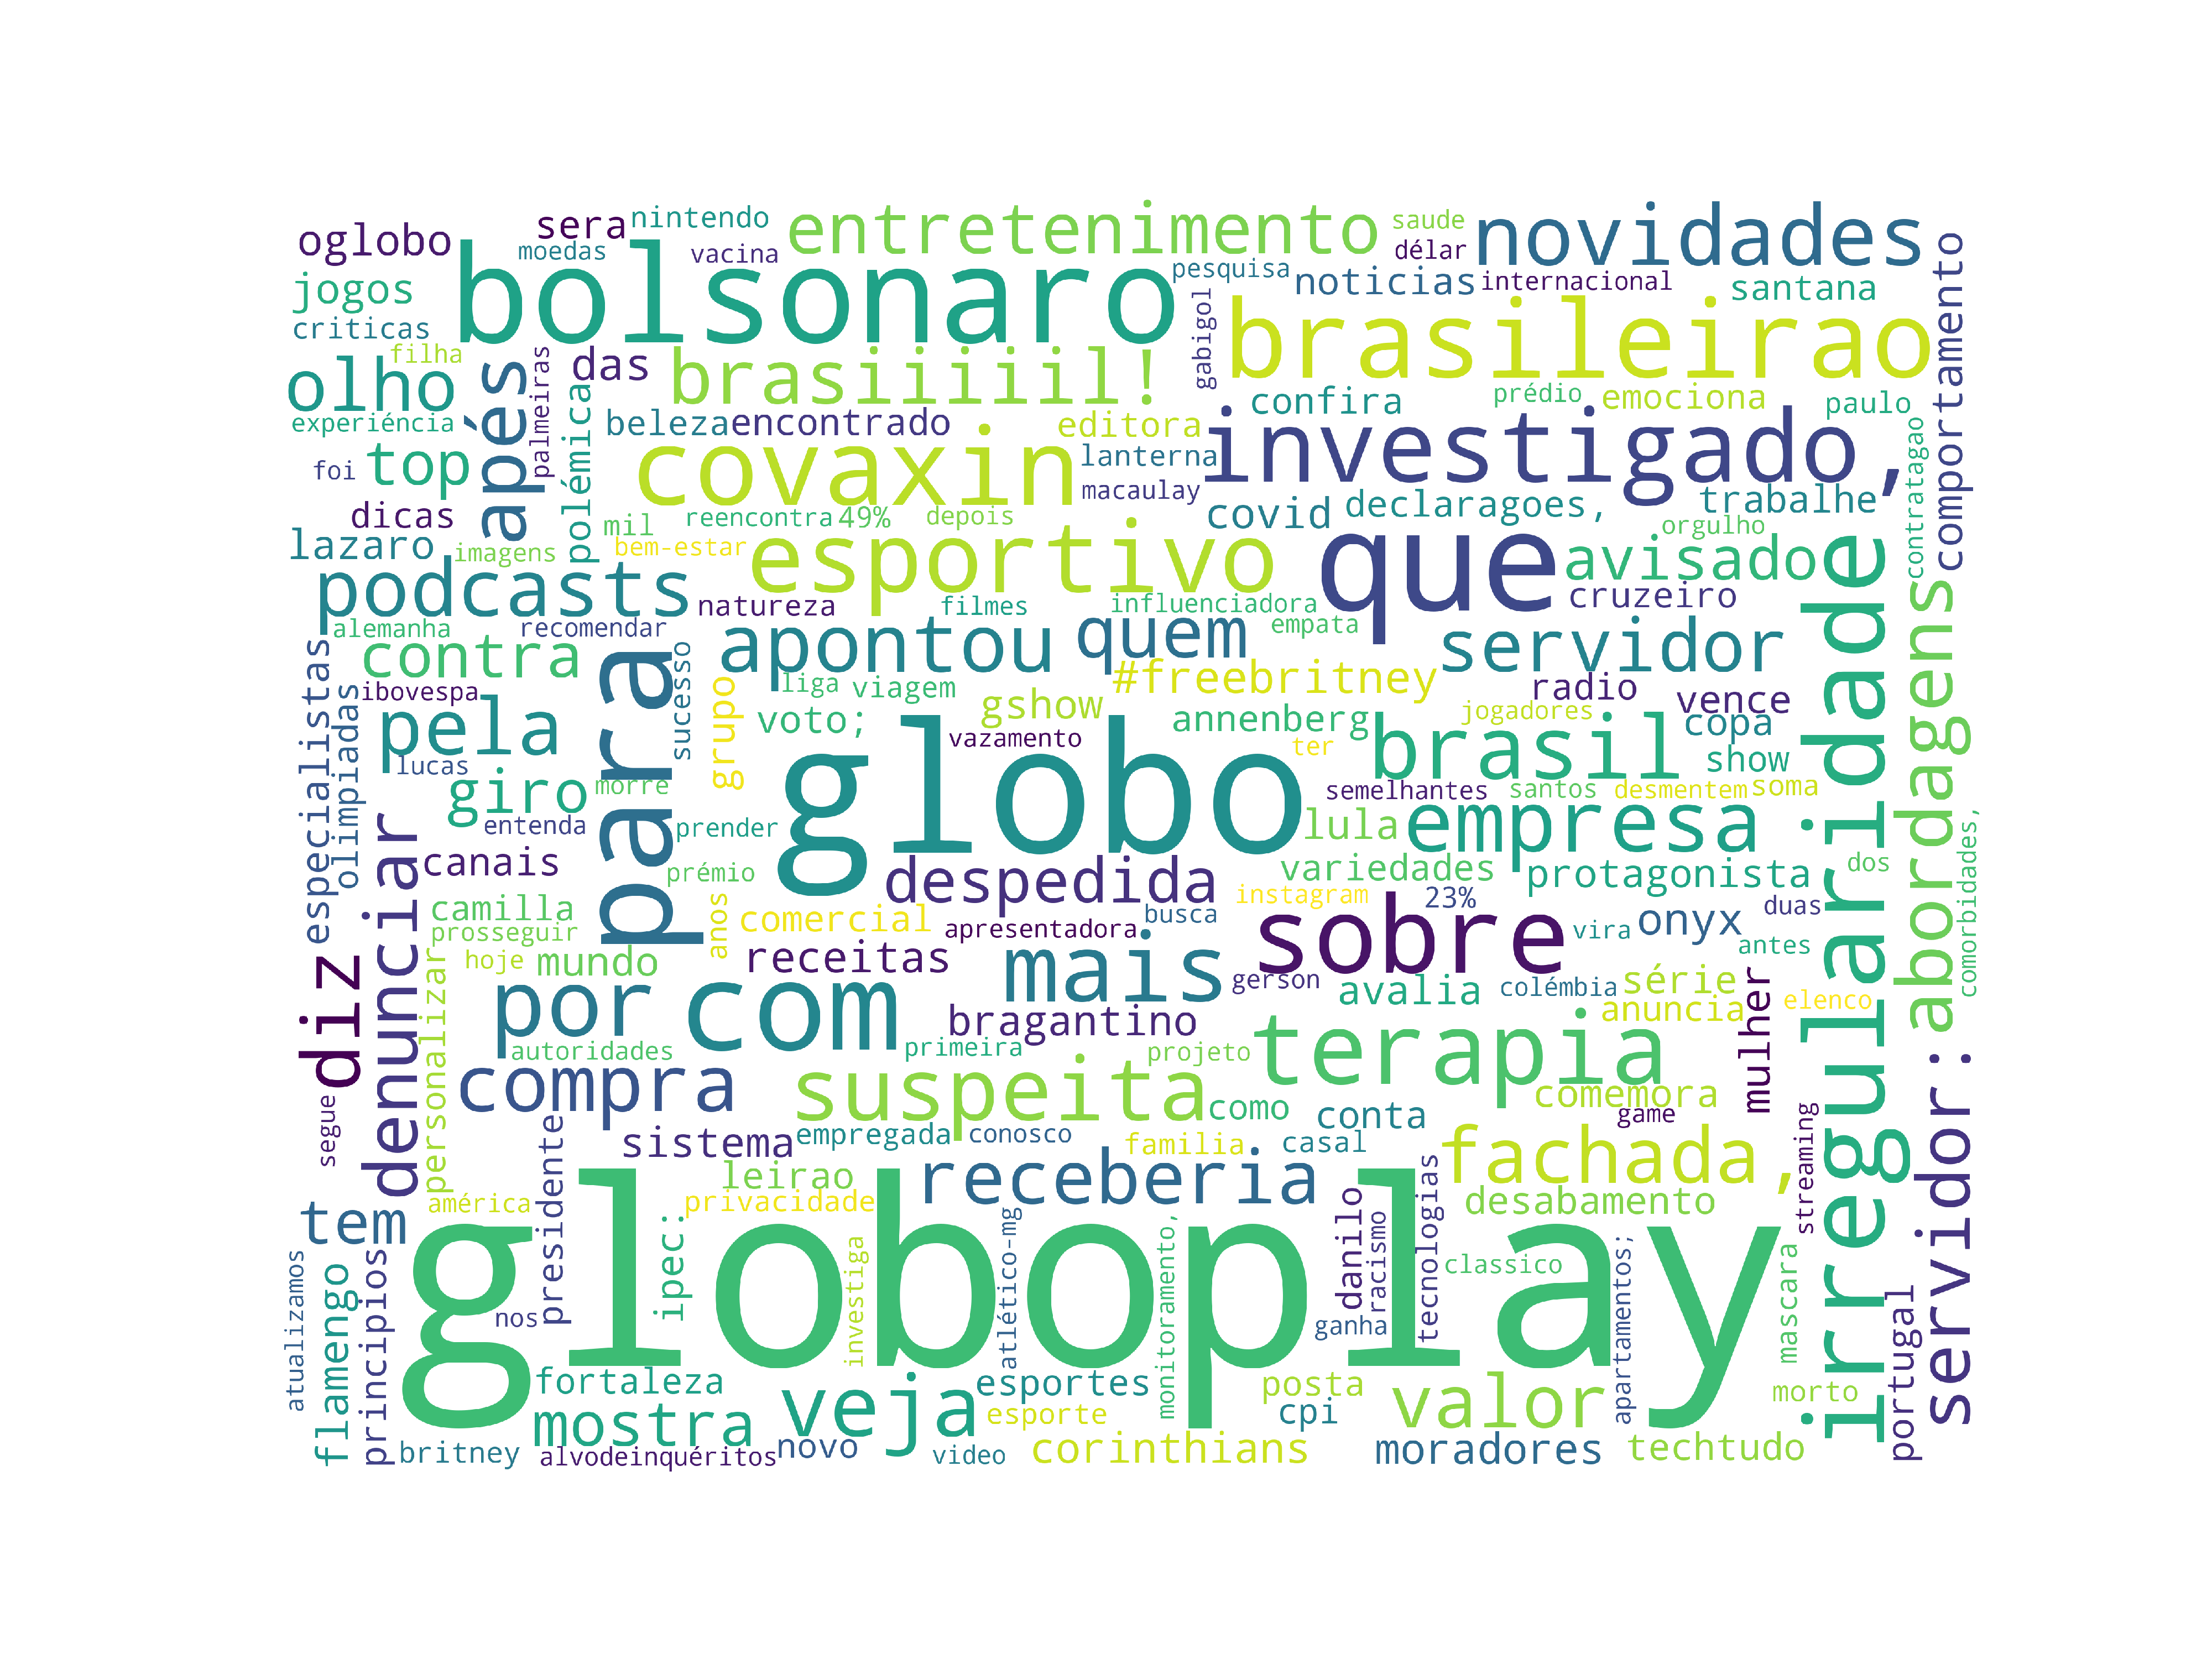 oglobo
sera
nintendo
entretenimento
saude
novidades
moedas
vacina
délar
jogos
bolsonaro
pesquisa
noticias
internacional
santana
comportamento
criticas
filha
olho
apés
palmeiras
das
brasiiiiil!
gabigol
brasileirao
experiéncia
polémica
beleza
encontrado
editora
confira
prédio
emociona
paulo
foi
top
covaxin
lanterna
investigado,
contratagao
macaulay
dicas
mil
reencontra
49%
depois
covid
declaragoes,
trabalhe
lazaro
imagens
bem-estar
esportivo
que
orgulho
avisado
podcasts
natureza
filmes
influenciadora
cruzeiro
irregularidade
abordagens
alemanha
recomendar
para
apontou
quem
empata
servidor
especialistas
contra
sucesso
olimpiadas
ibovespa
grupo
liga
viagem
gshow
#freebritney
radio
vence
pela
voto;
globo
annenberg
jogadores
copa
vazamento
ter
brasil
show
lucas
giro
morre
semelhantes
santos
desmentem
soma
entenda
prender
lula
empresa
comorbidades,
denunciar
canais
prémio
despedida
variedades
protagonista
dos
camilla
anos
comercial
instagram
23%
duas
prosseguir
apresentadora
busca
sobre
vira
onyx
antes
diz
personalizar
hoje
mundo
receitas
mais
gerson
avalia
colémbia
série
elenco
por
com
bragantino
anuncia
mulher
autoridades
primeira
projeto
terapia
servidor:
segue
compra
suspeita
como
conta
comemora
game
presidente
sistema
empregada
conosco
familia
casal
fachada,
streaming
leirao
receberia
tecnologias
tem
américa
privacidade
desabamento
globoplay
ipec:
atlético-mg
monitoramento,
danilo
racismo
atualizamos
flamengo
principios
nos
investiga
ganha
classico
apartamentos;
mascara
portugal
fortaleza
veja
esportes
posta
valor
morto
mostra
esporte
cpi
britney
alvodeinquéritos
novo
video
corinthians
moradores
techtudo